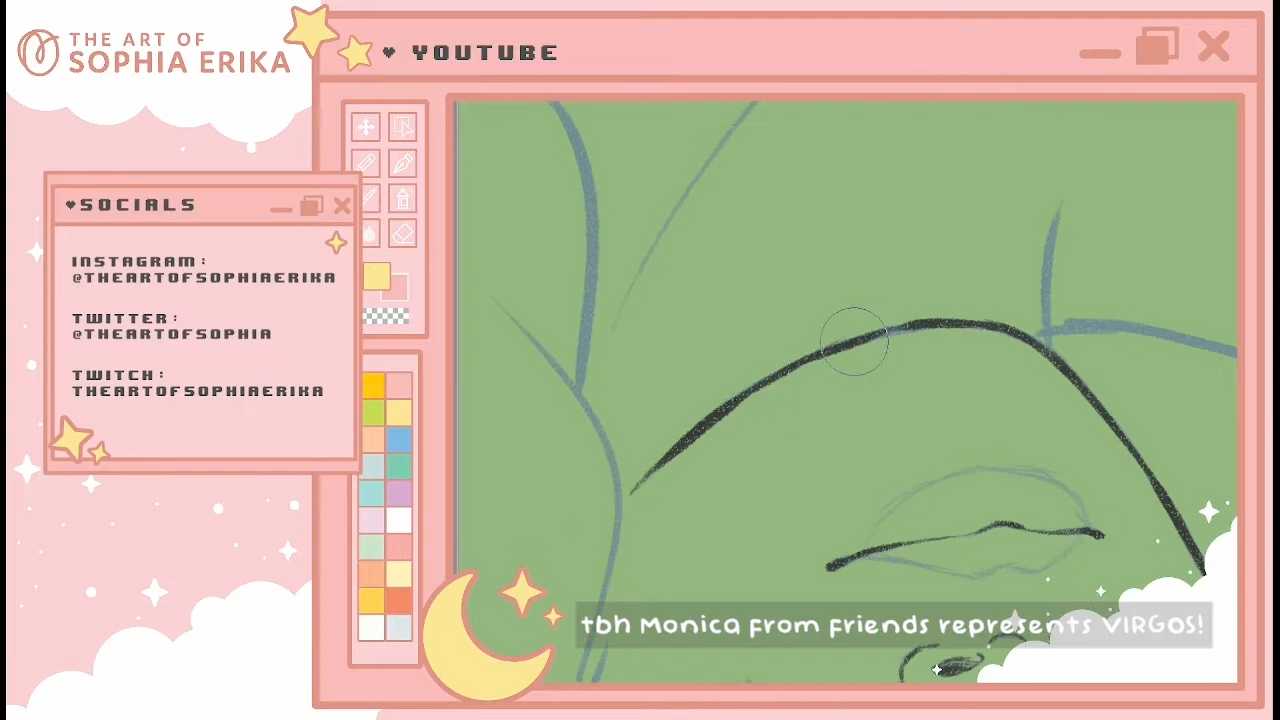 THE ART OF
SOPHIA ERIKA
YOUTUBE
SOCIALS
INSTAGRAM:
@THEARTOFSOPHIAERIKA
TWITTER:
@THEARTOFSOPHIA
TWITCH:
THEARTOFSOPHIAERIKA
tbh Monica from Friends represents VIRGOS!